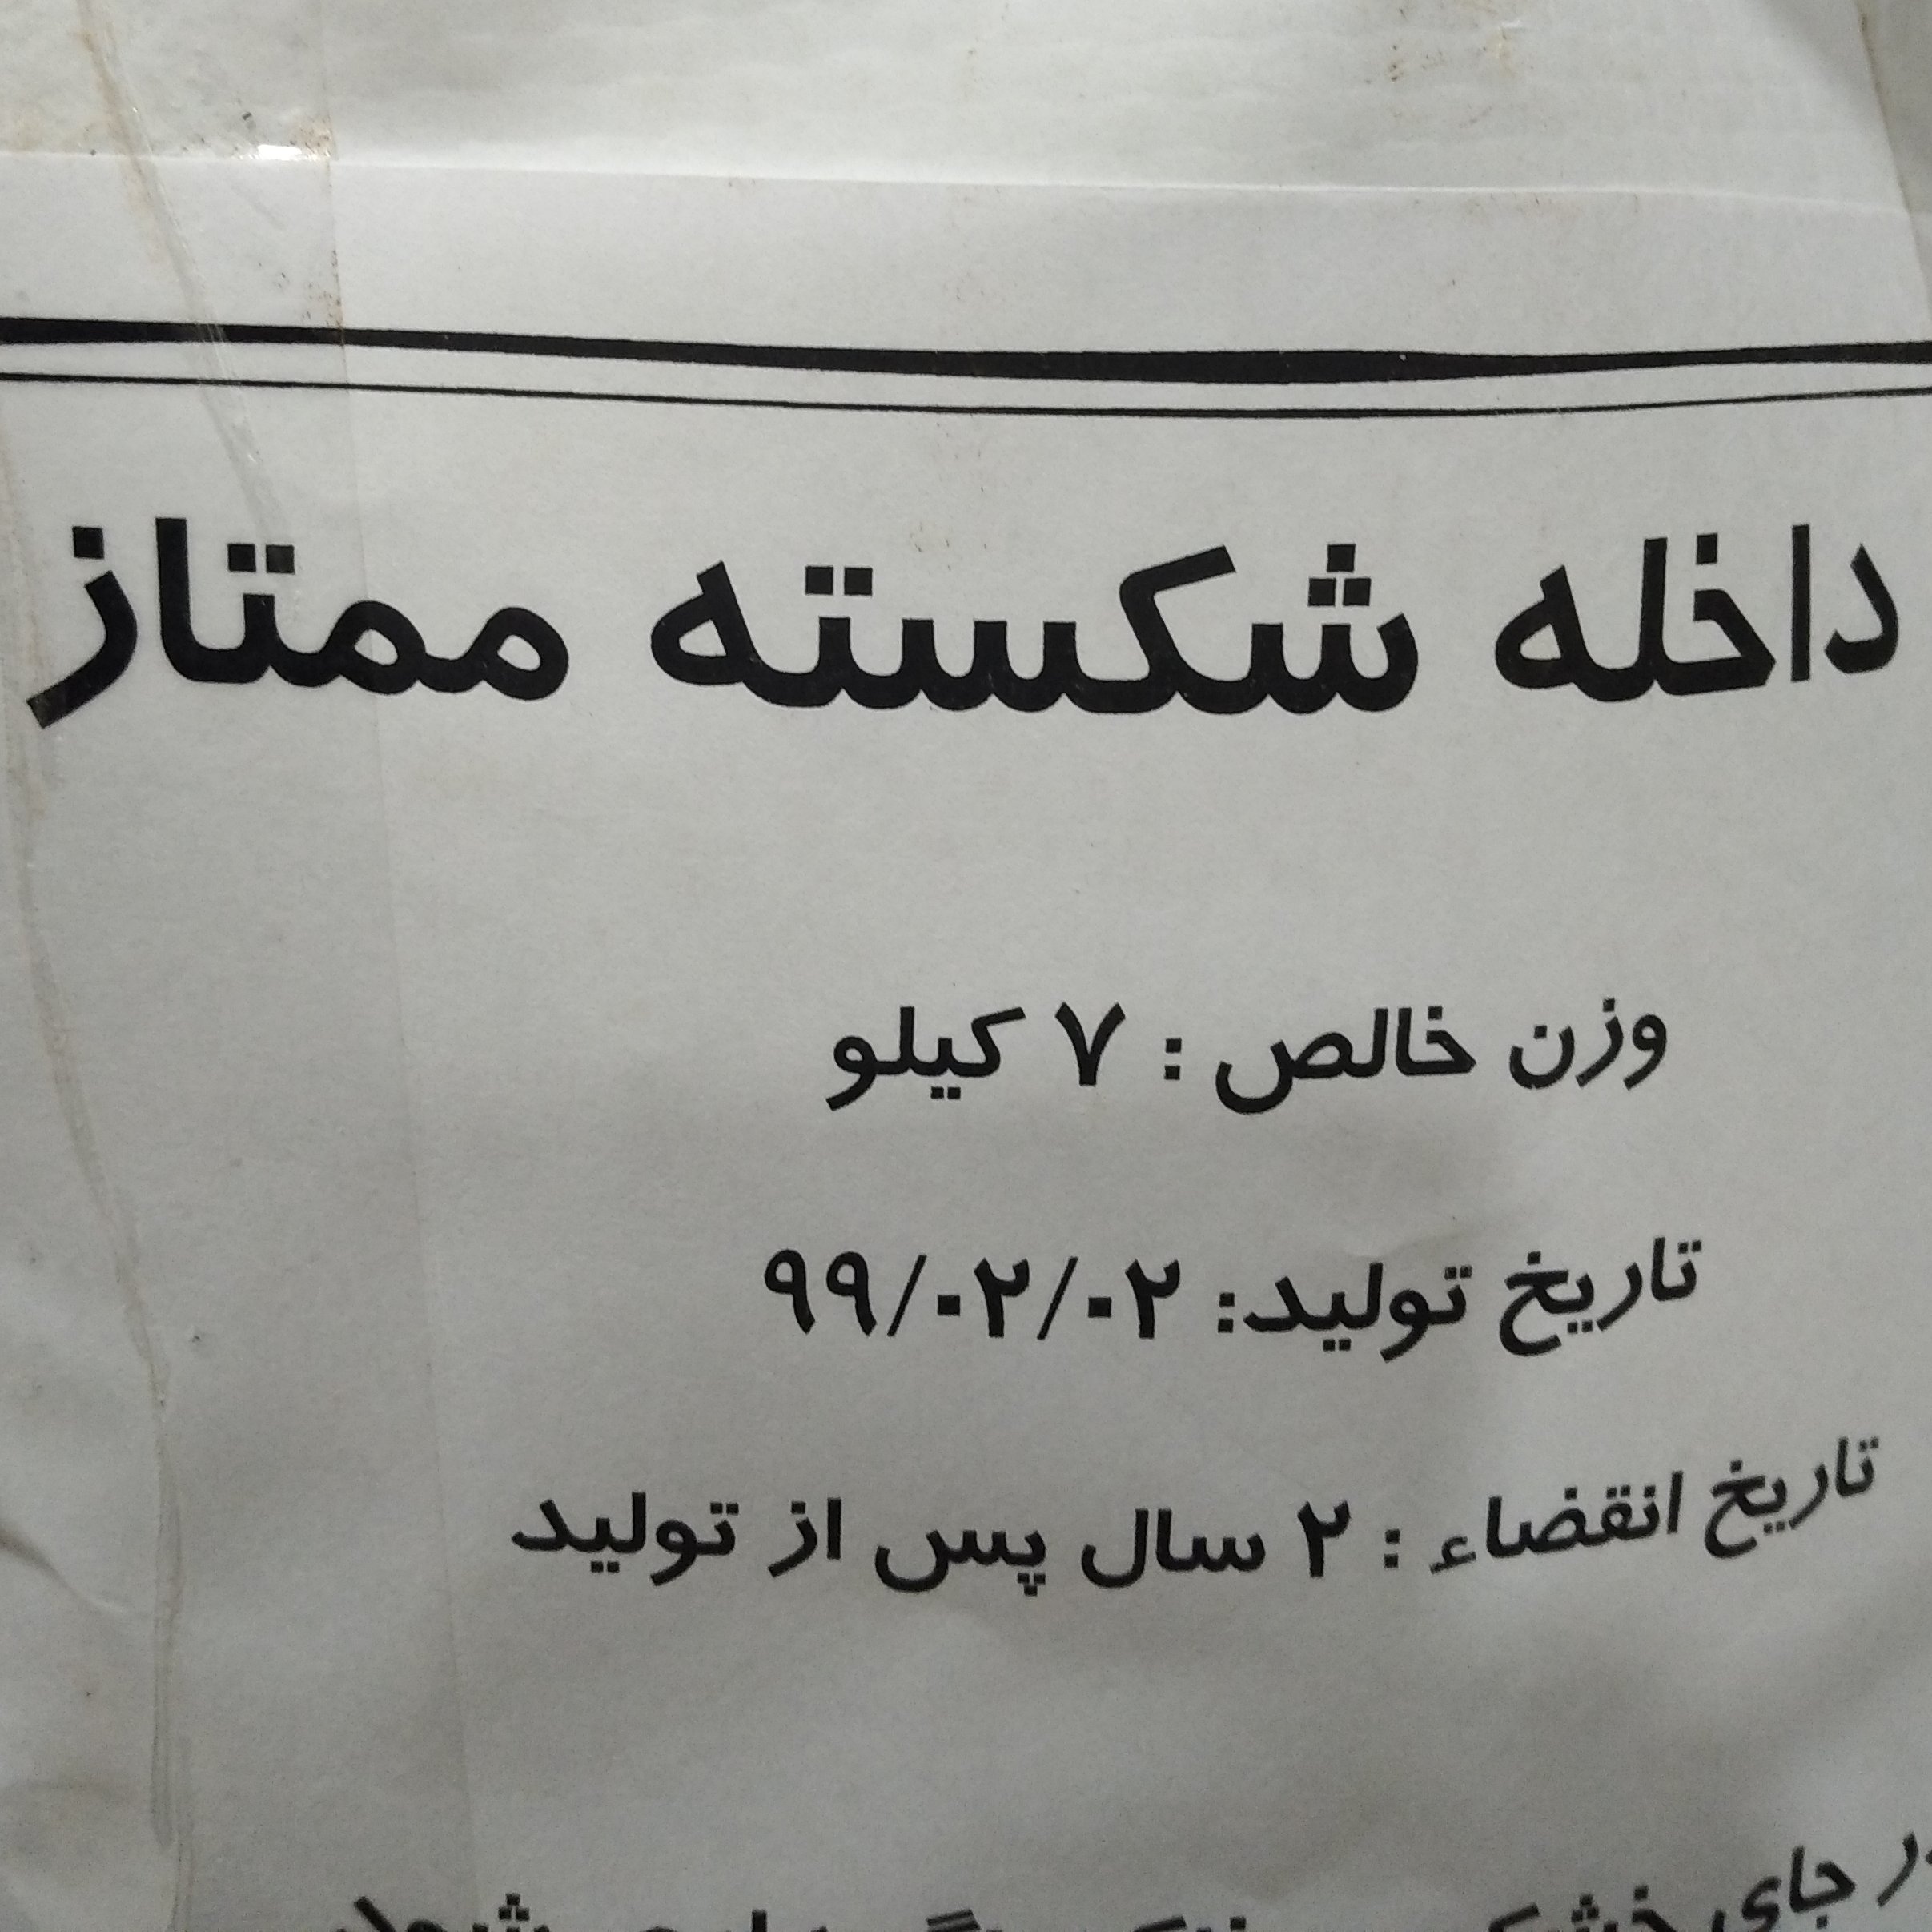 داخله شکسته ممتاز
وزن خالص : ۷ کیلو
تاریخ تولید: ۹۹/۰۲/۰۲
تاریخ انقضاء : ۲ سال پس از تولید
جای